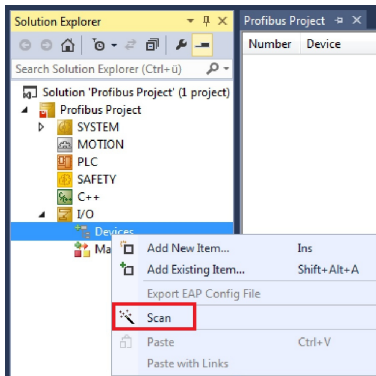 Solution Explorer
Profibus Project
Number Device
Search Solution Explorer (Ctrl+ü)
Solution 'Profibus Project' (1 project)
Profibus Project
SYSTEM
MOTION
PLC
SAFETY
C++
I/O
Devices
Ma
Add New Item... Ins
Add Existing Item... Shift+Alt+A
Export EAP Config File
Scan
Paste Ctrl+V
Paste with Links